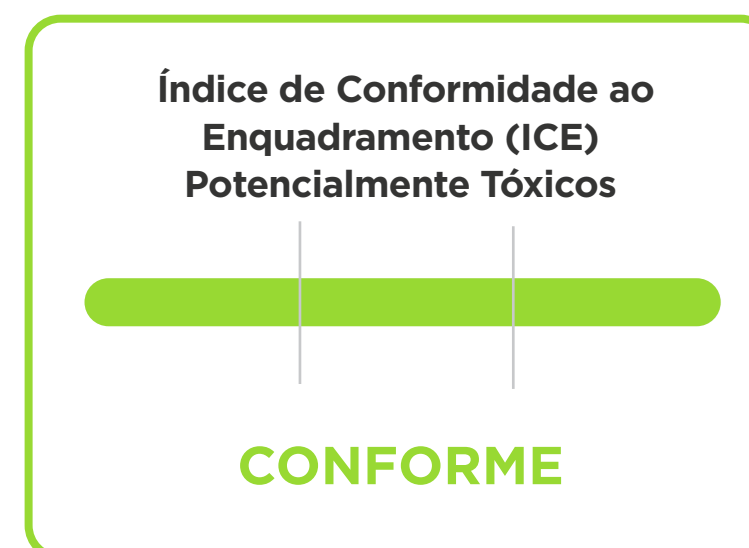 Índice de Conformidade ao
Enquadramento (ICE)
Potencialmente Tóxicos
CONFORME